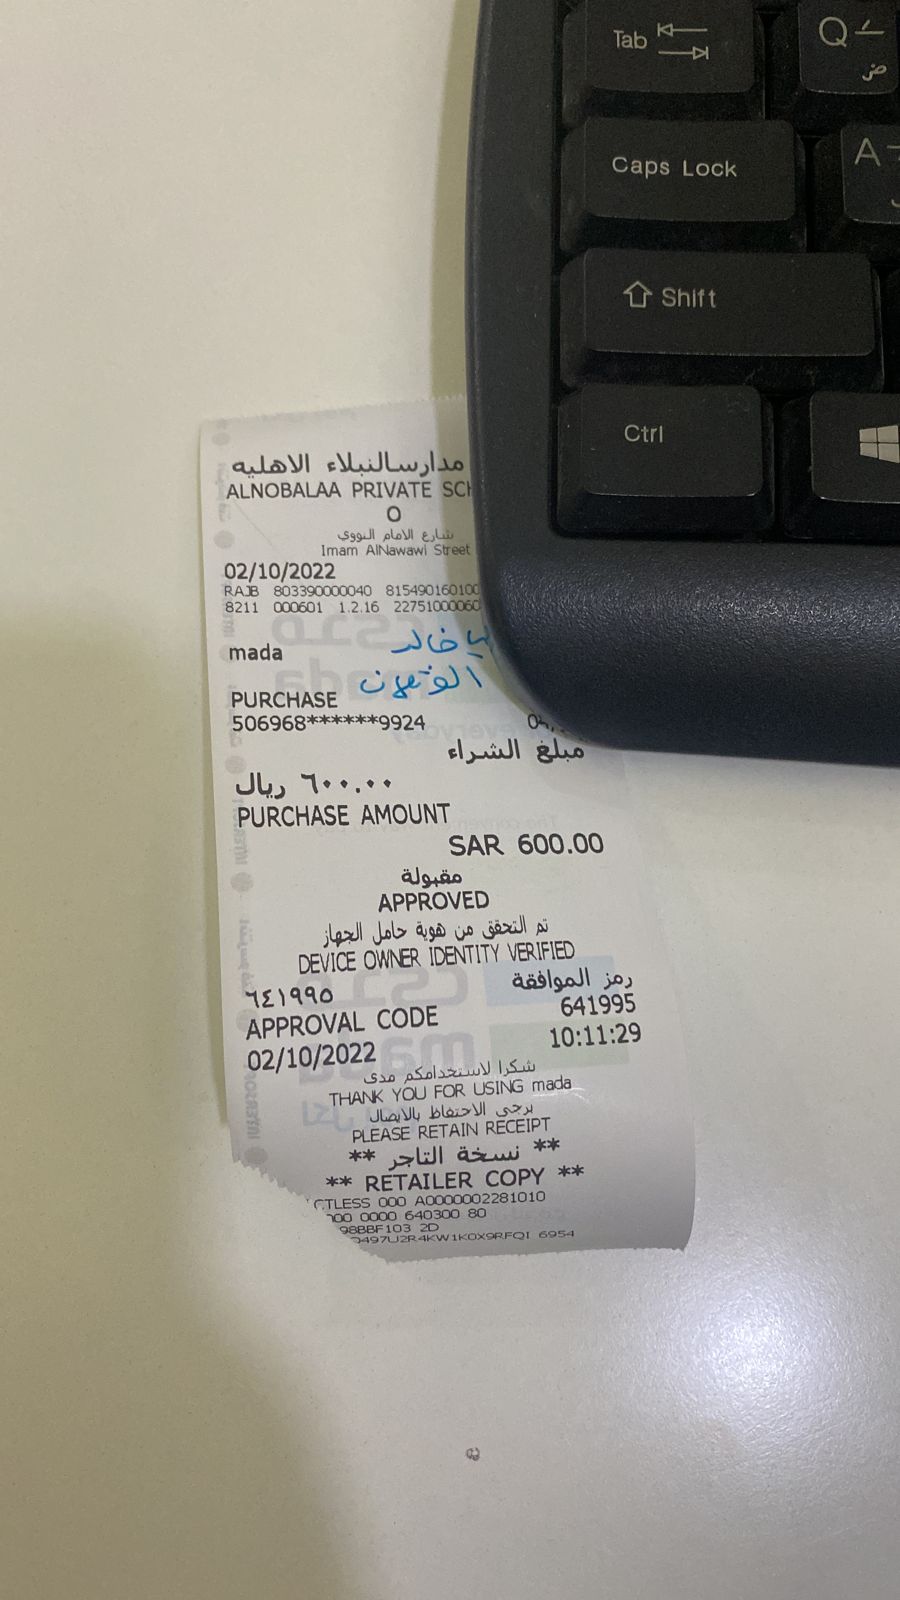 Tab
Q
ض
Caps Lock
A
Shift
Ctrl
مدارسالنبلاء الاهليه
ALNOBALAA PRIVATE SCH
O
شارع الامام النووي
Imam AlNawawi Street
02/10/2022
RAJB 803390000040 815490160100
8211 000601 1.2.16 22751000060
خالد
mada
PURCHASE
506968******9924
مبلغ الشراء
٦٠٠.٠٠ ريال
PURCHASE AMOUNT
SAR 600.00
مقبولة
APPROVED
تم التحقق من هوية حامل الجهاز
DEVICE OWNER IDENTITY VERIFIED
رمز الموافقة
٦٤١٩٩٥
641995
APPROVAL CODE
02/10/2022 10:11:29
شكرا لاستخدامكم مدى
THANK YOU FOR USING mada
يرجى الاحتفاظ بالايصال
PLEASE RETAIN RECEIPT
** نسخة التاجر **
** RETAILER COPY **
CTLESS 000 A0000002281010
000 0000 640300 80
98BBF103 2D
0497U2R4KW1K0X9RFQI 6954